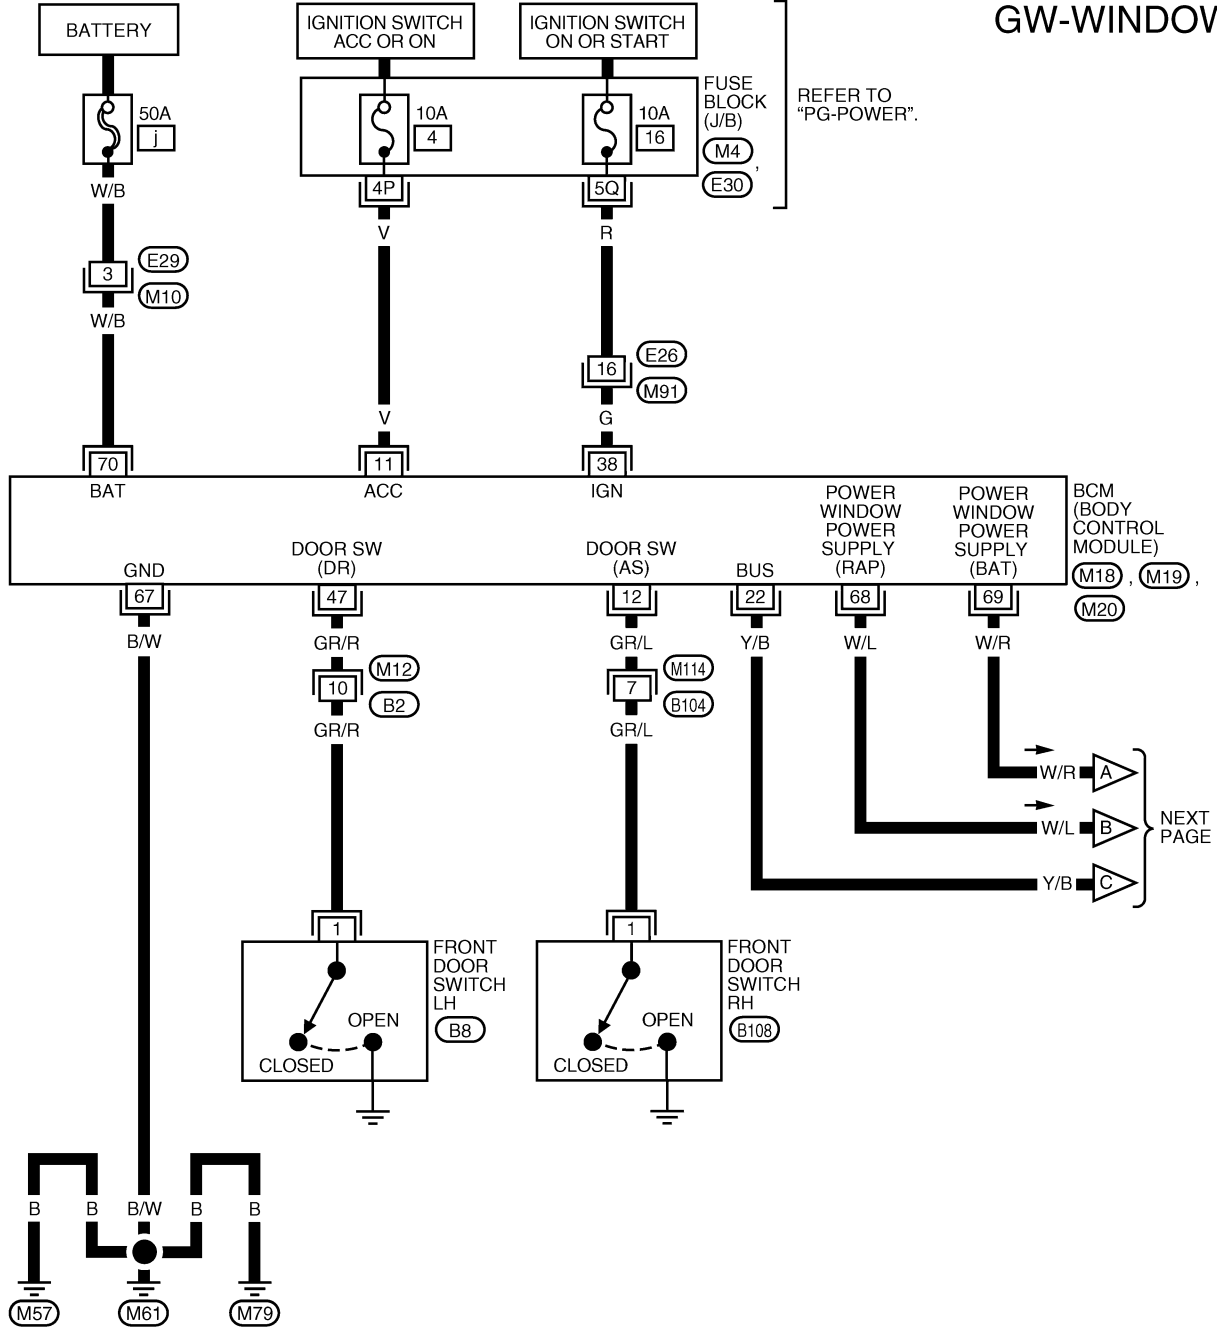 GW-WINDOW
BATTERY
IGNITION SWITCH
ACC OR ON
IGNITION SWITCH
ON OR START
50A
j
10A
4
10A
16
FUSE
BLOCK
(J/B)
M4 ,
E30
REFER TO
“PG-POWER”.
W/B
4P
5Q
V
R
3
E29
M10
W/B
16
E26
M91
V
G
70
11
38
BAT
ACC
IGN
POWER
WINDOW
POWER
SUPPLY
(RAP)
POWER
WINDOW
POWER
SUPPLY
(BAT)
BCM
(BODY
CONTROL
MODULE)
M18 , M19 ,
M20
GND
DOOR SW
(DR)
DOOR SW
(AS)
BUS
67
47
12
22
68
69
B/W
GR/R
GR/L
Y/B
W/L
W/R
10
M12
B2
7
M114
B104
GR/R
GR/L
W/R
A
W/L
B
Y/B
C
NEXT
PAGE
1
1
FRONT
DOOR
SWITCH
LH
B8
OPEN
CLOSED
FRONT
DOOR
SWITCH
RH
B108
OPEN
CLOSED
B
B
B/W
B
B
M57
M61
M79